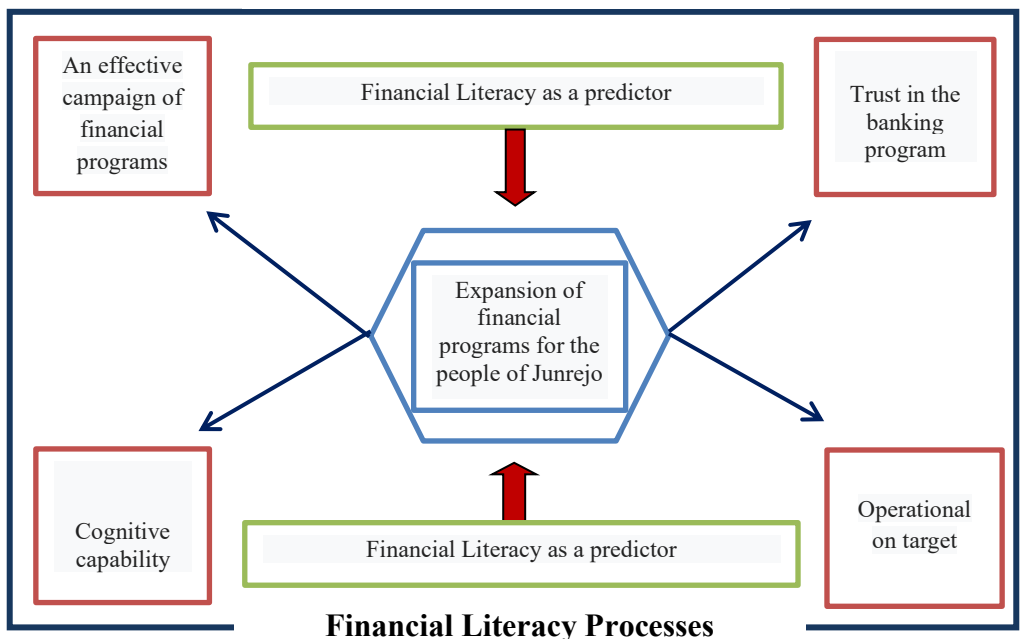 An effective
campaign of
financial
programs
Financial Literacy as a predictor
Trust in the
banking
program
Expansion of
financial
programs for the
people of Junrejo
Cognitive
capability
Financial Literacy as a predictor
Operational
on target
Financial Literacy Processes